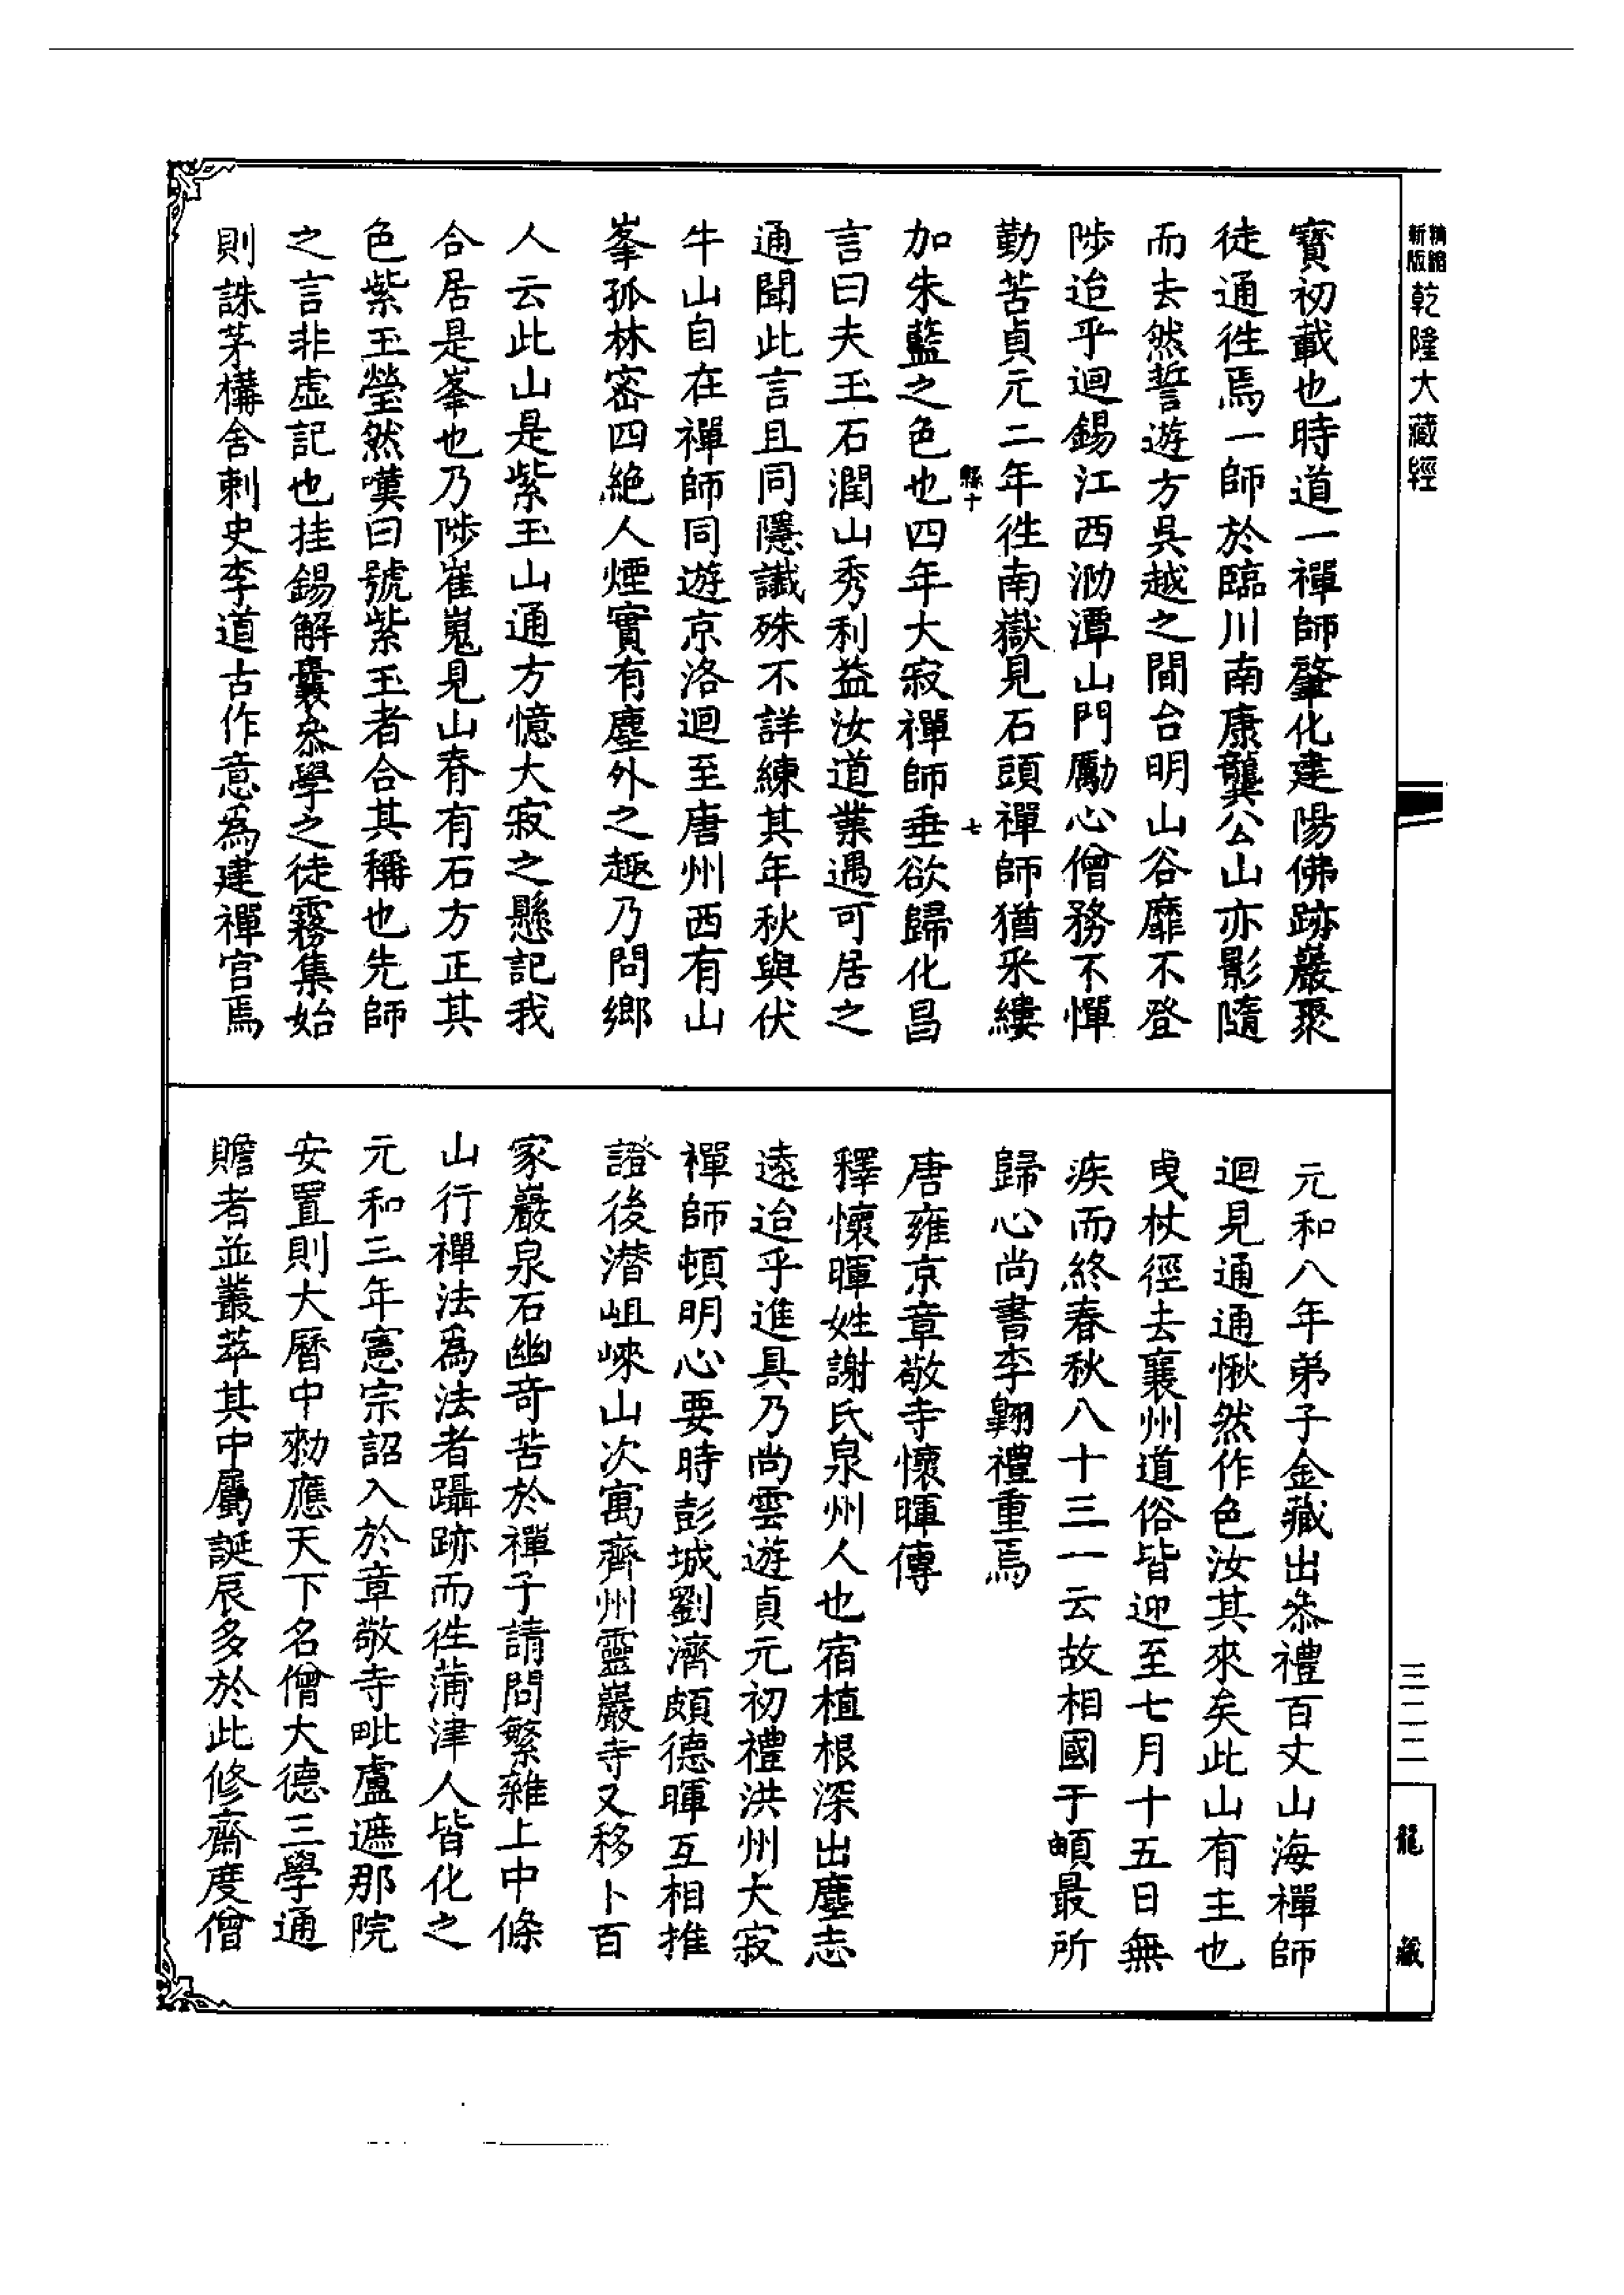 精縮新版乾隆大藏經
寳初載也時道一禪師肇化建陽佛跡巖聚
徒通徃焉一師於臨川南康龔公山亦影隨
而去然誓遊方吳越之間台明山谷靡不登
陟迨乎迴錫江西泐潭山門勵心僧務不憚
勤苦貞元二年徃南嶽見石頭禪師猶采縷
縣十 七
加朱藍之色也四年大寂禪師垂欲歸化昌
言曰夫玉石潤山秀利益汝道業遇可居之
通聞此言且同隱讖殊不詳練其年秋與伏
牛山自在禪師同遊京洛迴至唐州西有山
峯孤林密四絶人煙實有塵外之趣乃問鄉
人云此山是紫玉山通方憶大寂之懸記我
合居是峯也乃陟崔嵬見山脊有石方正其
色紫玉瑩然嘆曰號紫玉者合其稱也先師
之言非虛記也挂錫解囊叅學之徒霧集始
則誅茅構舍刺史李道古作意為建禪宮焉
元和八年弟子金藏出叅禮百丈山海禪師
迴見通通愀然作色汝其來矣此山有主也
曳杖徑去襄州道俗皆迎至七月十五日無
疾而終春秋八十三一云故相國于頔最所
歸心尚書李翺禮重焉
唐雍京章敬寺懷暉傳
釋懷暉姓謝氏泉州人也宿植根深出塵志
遠迨乎進具乃尚雲遊貞元初禮洪州大寂
禪師頓明心要時彭城劉濟頗德暉互相推
證後潛岨崍山次寓齊州靈巖寺又移卜百
家巖泉石幽奇苦於禪子請問繁雜上中條
山行禪法爲法者躡跡而徃蒲津人皆化之
元和三年憲宗詔入於章敬寺毗盧遮那院
安置則大曆中勑應天下名僧大德三學通
贍者並叢萃其中屬誕辰多於此修齋度僧
三二二
龍藏